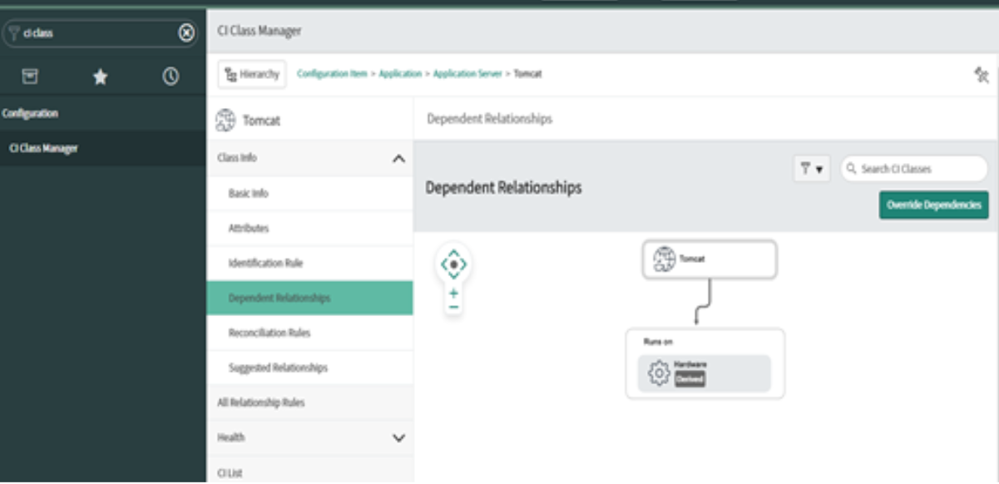 ci class
CI Class Manager
Hierarchy
Configuration Item > Application > Application Server > Tomcat
Configuration
CI Class Manager
Tomcat
Class Info
Basic Info
Attributes
Identification Rule
Dependent Relationships
Reconciliation Rules
Suggested Relationships
All Relationship Rules
Health
CI List
Dependent Relationships
Dependent Relationships
Search CI Classes
Override Dependencies
Tomcat
Runs on
Hardware
Derived